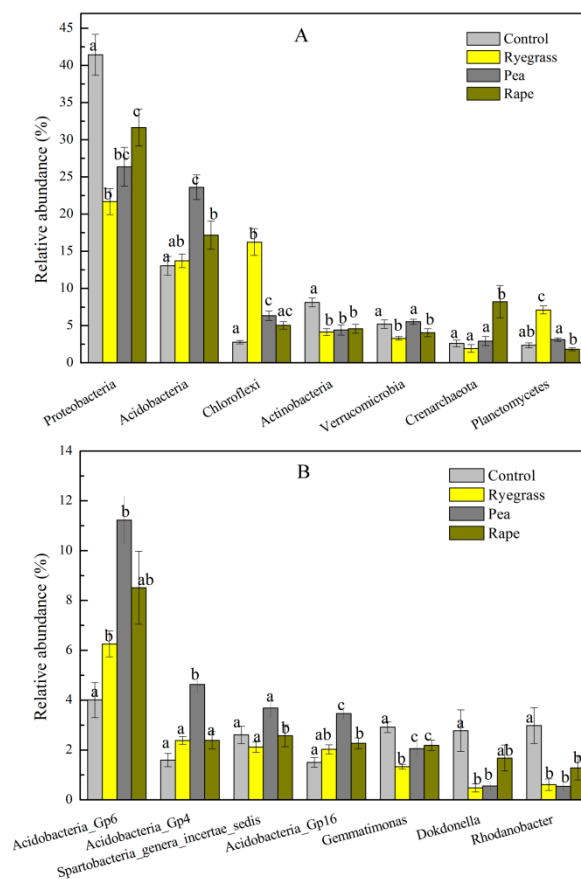 A
Control
Ryegrass
Pea
Rape
Relative abundance (%)
45
40
35
30
25
20
15
10
5
0
a
b
bc
c
a
ab
c
b
a
b
c
ac
a
b
b
b
a
b
a
b
a
a
a
b
ab
c
a
b
Proteobacteria
Acidobacteria
Chloroflexi
Actinobacteria
Verrucomicrobia
Crenarchaeota
Planctomycetes
B
Control
Ryegrass
Pea
Rape
Relative abundance (%)
14
12
10
8
6
4
2
0
a
b
b
ab
a
a
b
a
a
a
a
a
a
ab
c
b
a
b
c
c
a
b
b
ab
a
b
b
b
Acidobacteria_Gp6
Acidobacteria_Gp4
Spartobacteria_genera_incertae_sedis
Acidobacteria_Gp16
Gemmatimonas
Dokdonella
Rhodanobacter